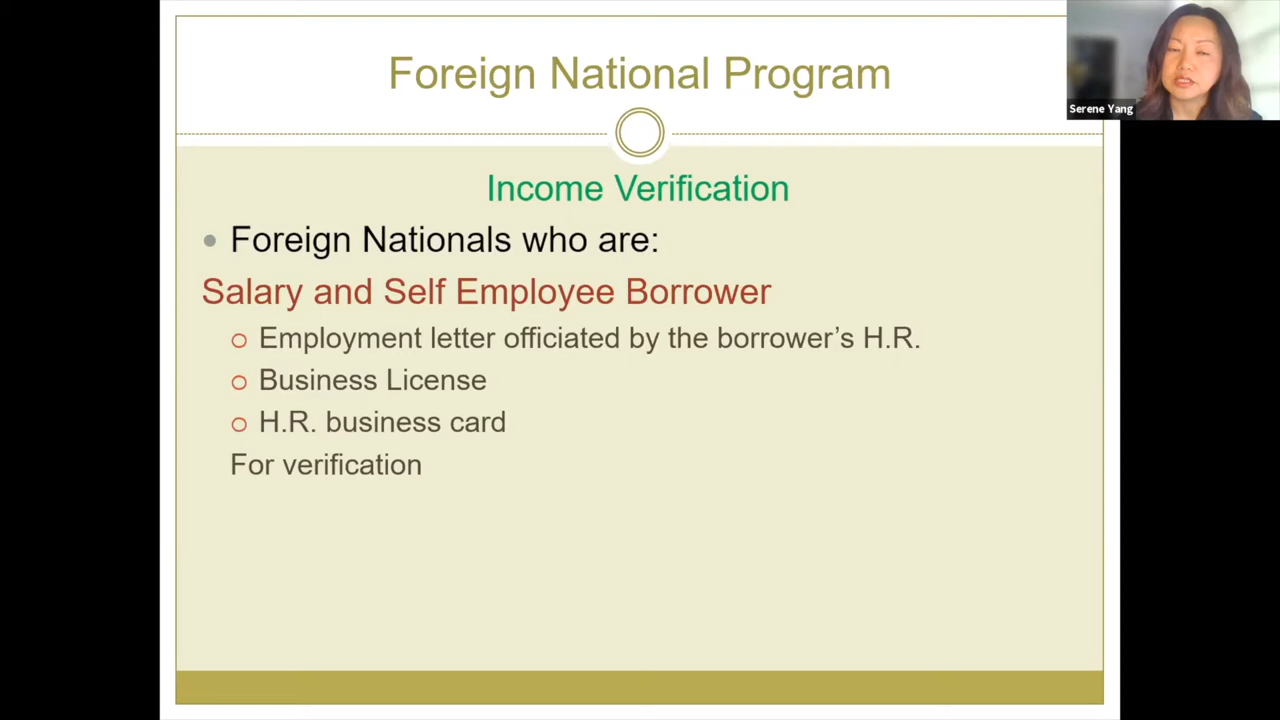 Foreign National Program
Serene Yang
Income Verification
Foreign Nationals who are:
Salary and Self Employee Borrower
Employment letter officiated by the borrower’s H.R.
Business License
H.R. business card
For verification